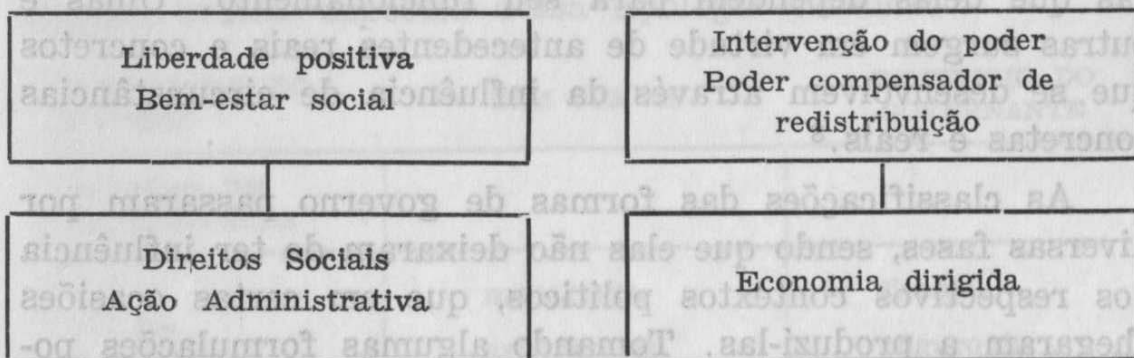 Liberdade positiva
Bem-estar social
Intervenção do poder
Poder compensador de
redistribuição
Direitos Sociais
Ação Administrativa
Economia dirigida